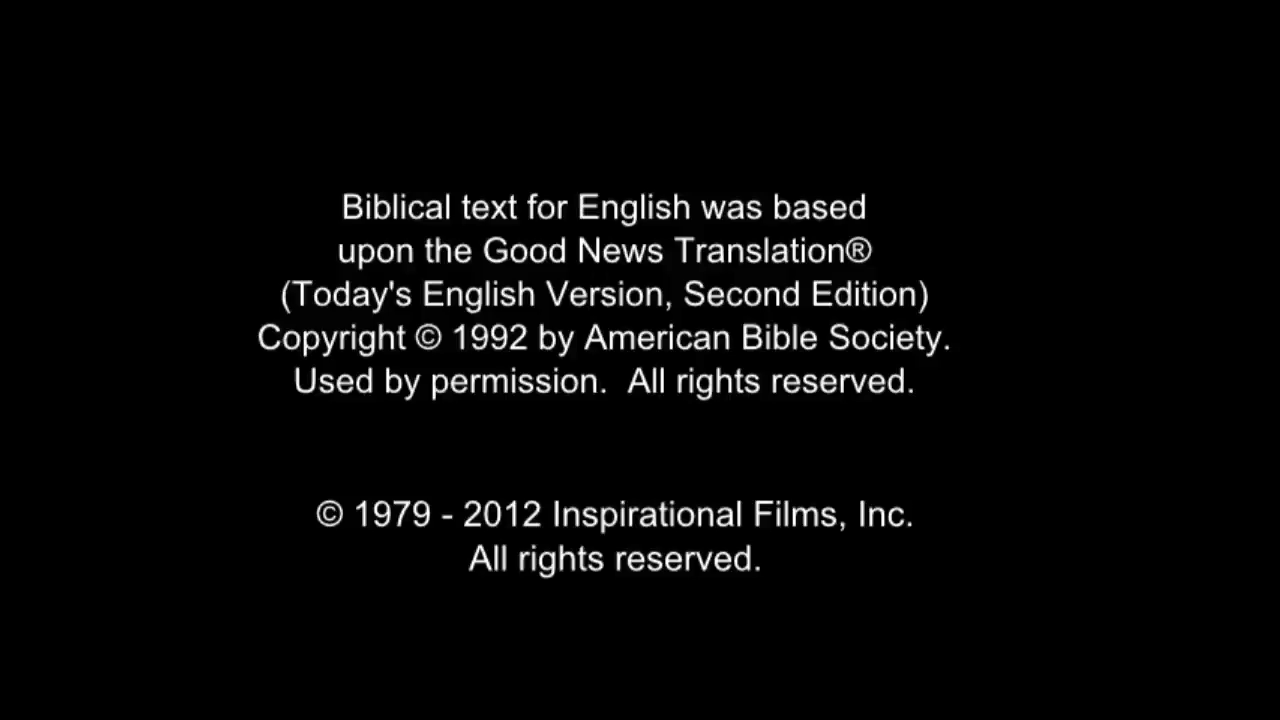 Biblical text for English was based
upon the Good News Translation®
(Today's English Version, Second Edition)
Copyright © 1992 by American Bible Society.
Used by permission.  All rights reserved.
© 1979 - 2012 Inspirational Films, Inc.
All rights reserved.